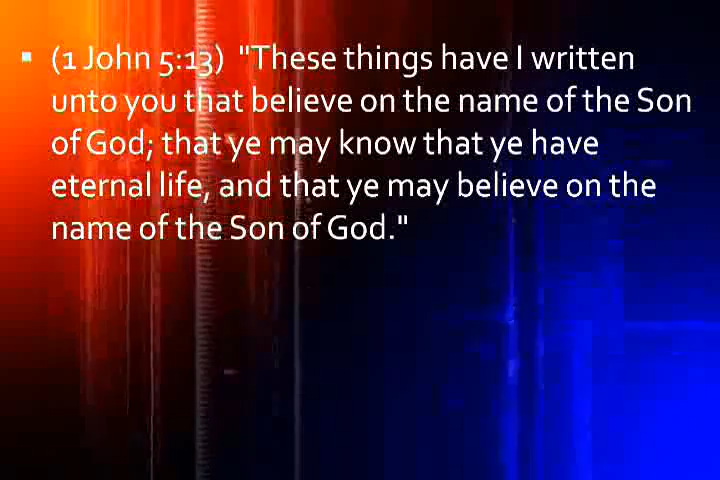 (1 John 5:13) "These things have I written
unto you that believe on the name of the Son
of God; that ye may know that ye have
eternal life, and that ye may believe on the
name of the Son of God."